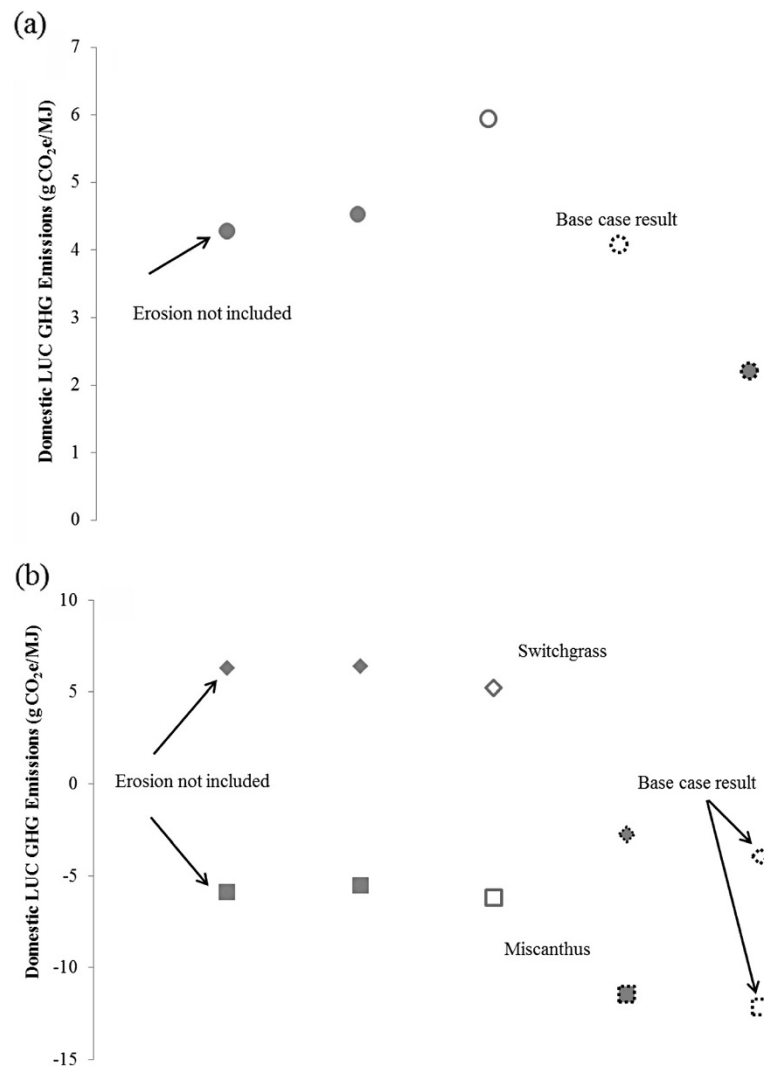 (a)
Domestic LUC GHG Emissions (g CO₂e/MJ)
7
6
5
4
3
2
1
0
Base case result
Erosion not included
(b)
Domestic LUC GHG Emissions (g CO₂e/MJ)
10
5
0
-5
-10
-15
Switchgrass
Erosion not included
Base case result
Miscanthus